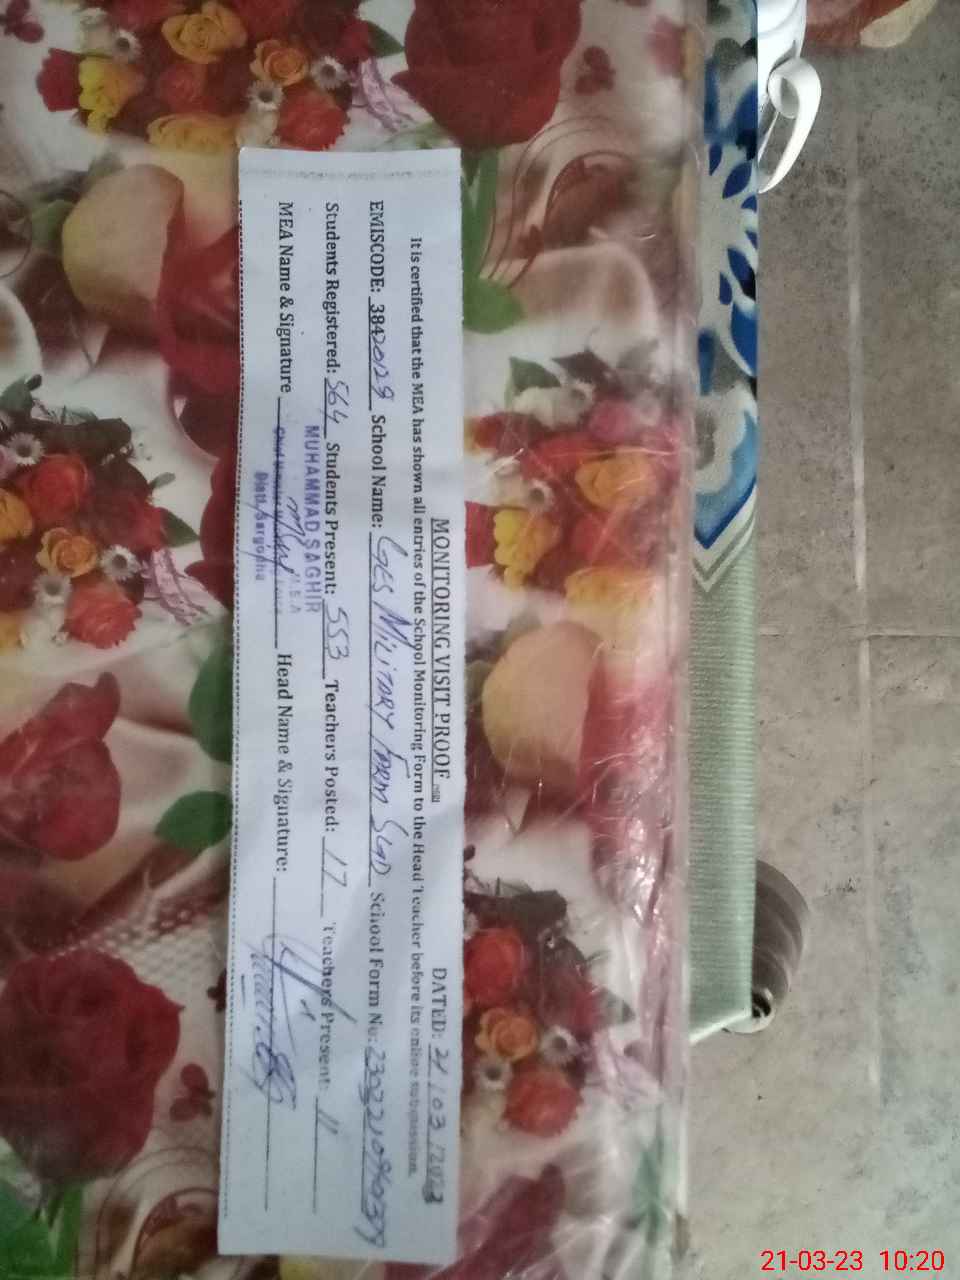 MONITORING VISIT PROOF DATED: 21/03/2023
It is certified that the MEA has shown all entries of the School Monitoring Form to the Head Teacher before its online submission.
EMISCODE: 38420129 School Name: GES MILITORY FARM SGD School Form No:
Students Registered: 564 Students Present: 553 Teachers Posted: 17 Teachers Present: 11
MUHAMMAD SAGHIR
MEA Name & Signature Head Name & Signature:
M.E.A
Distt. Sargodha
21-03-23 10:20